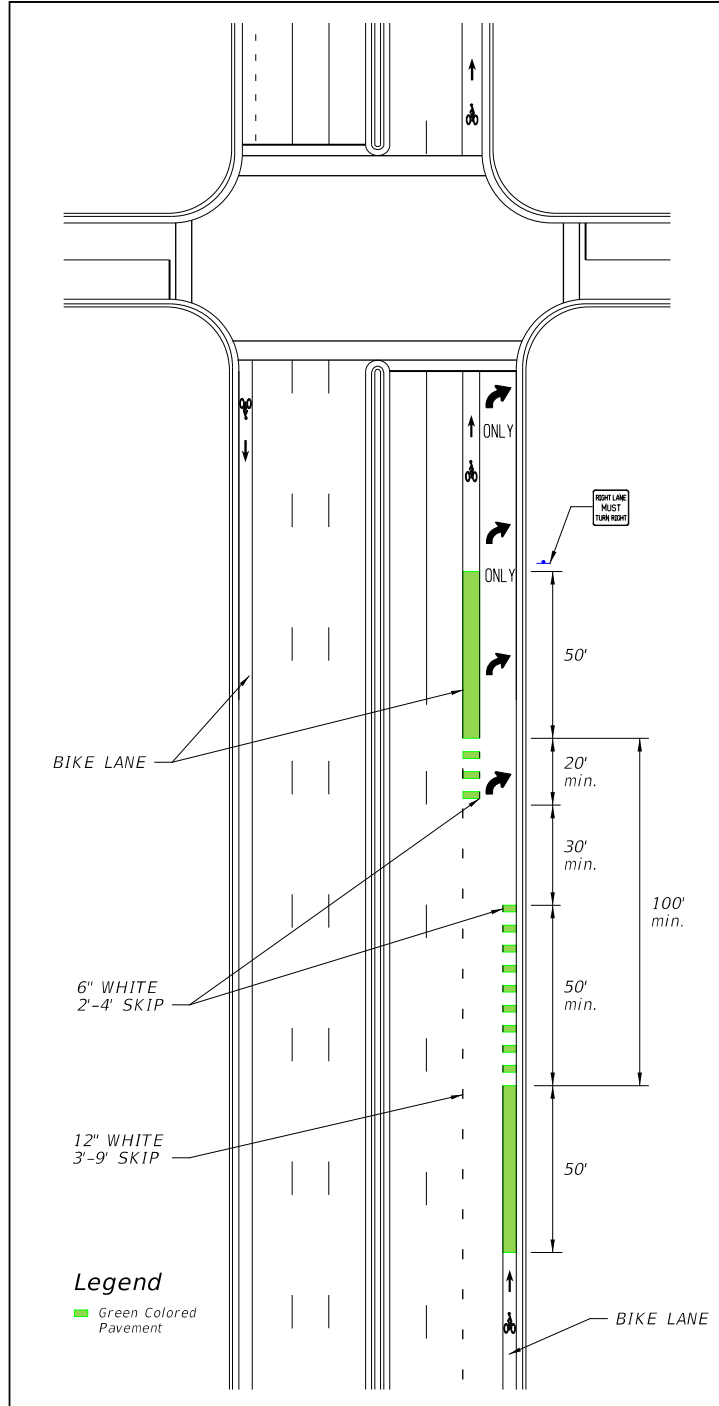 ONLY
RIGHT LANE
MUST
TURN RIGHT
ONLY
50'
BIKE LANE
20'
min.
30'
min.
100'
min.
6" WHITE
2'-4' SKIP
50'
min.
12" WHITE
3'-9' SKIP
50'
Legend
Green Colored
Pavement
BIKE LANE